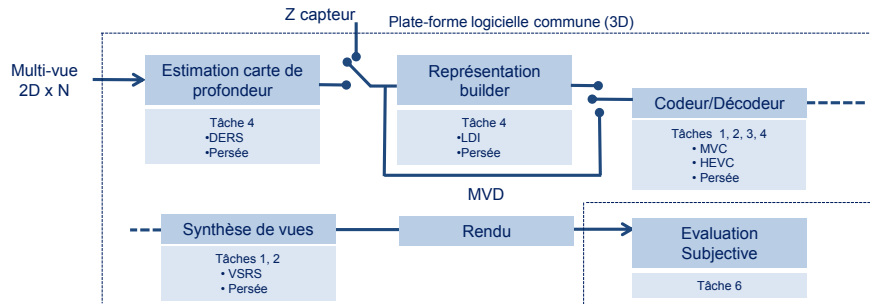 Z capteur
Plate-forme logicielle commune (3D)
Multi-vue
2D x N
Estimation carte de
profondeur
Tâche 4
•DERS
•Persée
Représentation
builder
Tâche 4
•LDI
•Persée
Codeur/Décodeur
Tâches 1, 2, 3, 4
• MVC
• HEVC
• Persée
MVD
Synthèse de vues
Tâches 1, 2
• VSRS
• Persée
Rendu
Evaluation
Subjective
Tâche 6